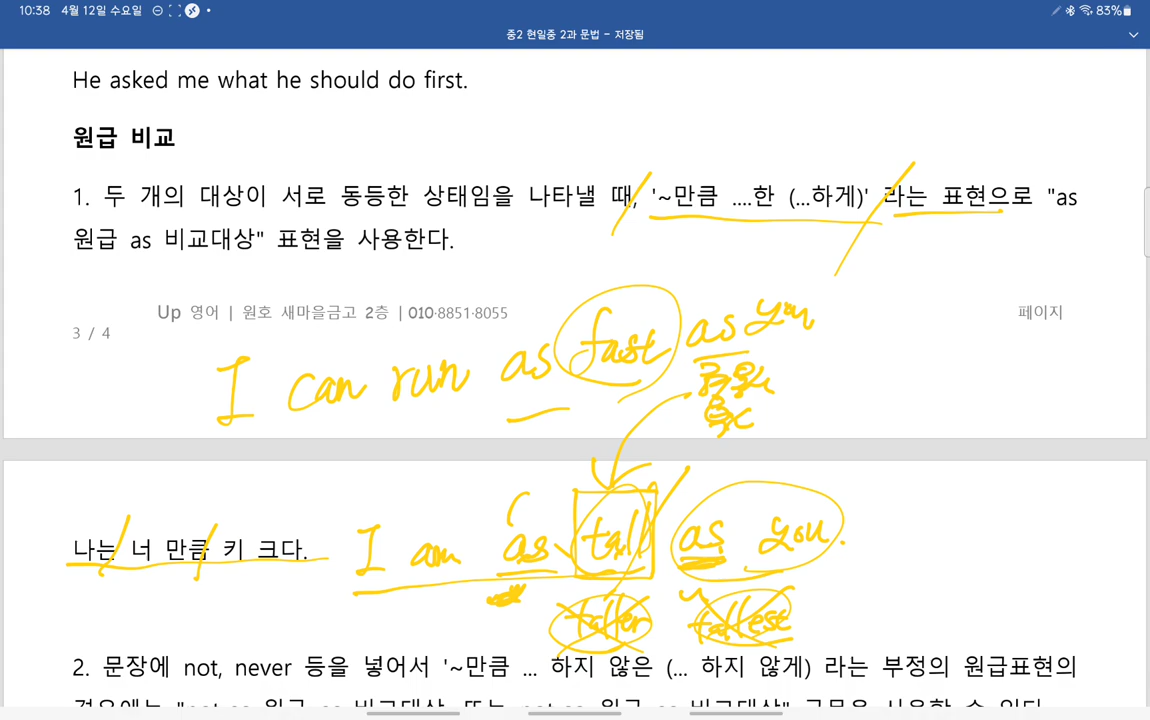 10:38 4월 12일 수요일 83%
중2 현일중 2과 문법 – 저장됨
He asked me what he should do first.
원급 비교
1. 두 개의 대상이 서로 동등한 상태임을 나타낼 때, '~만큼 ....한 (...하게)' 라는 표현으로 "as
원급 as 비교대상" 표현을 사용한다.
Up 영어 | 원호 새마을금고 2층 | 010·8851·8055 페이지
3 / 4
I can run as fast as you
나는 너 만큼 키 크다. I am as tall as you.
taller tallest
2. 문장에 not, never 등을 넣어서 '~만큼 ... 하지 않은 (... 하지 않게) 라는 부정의 원급표현의